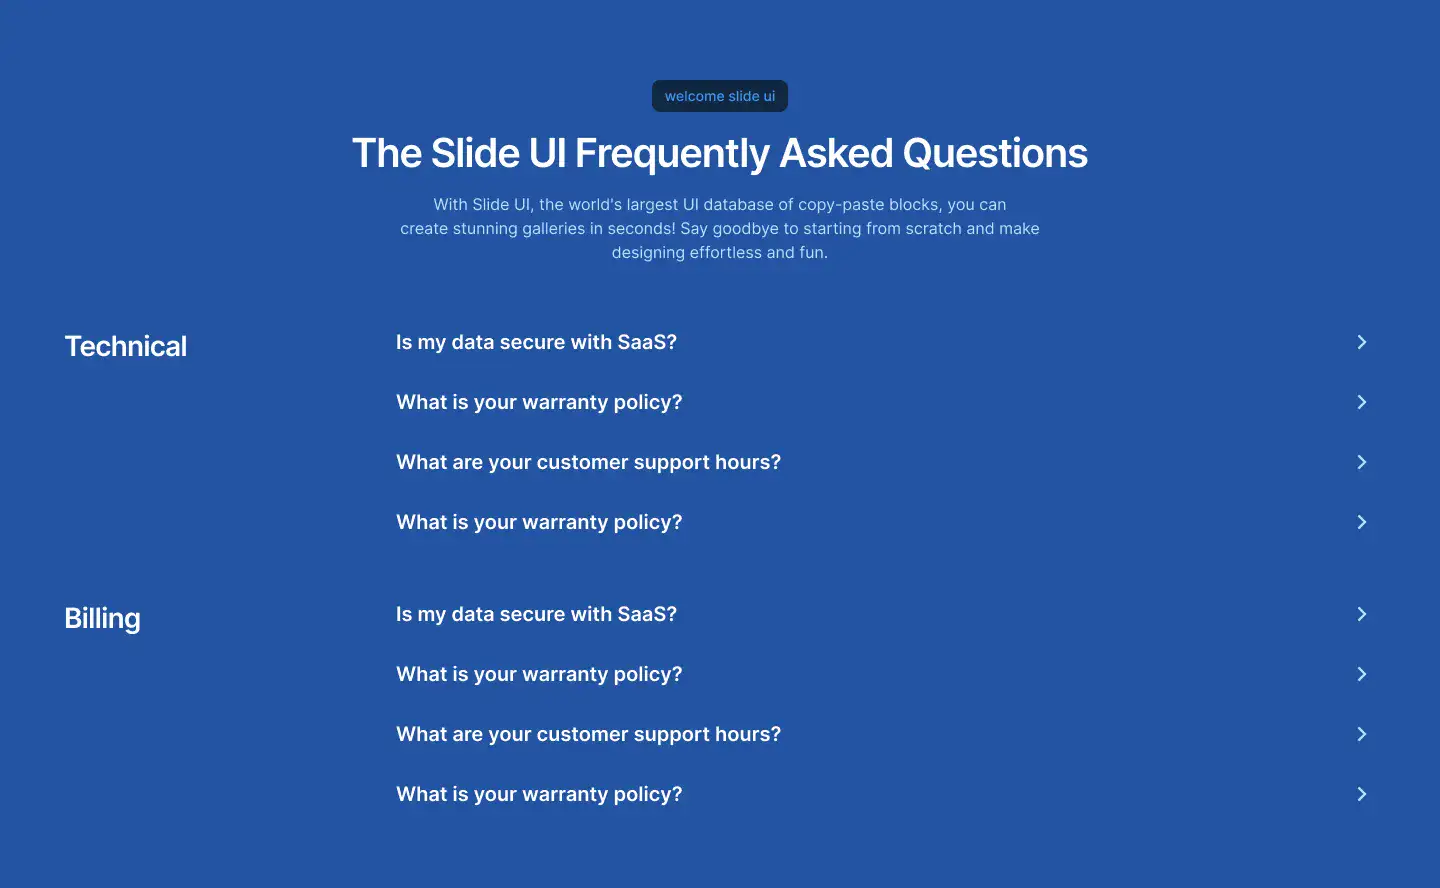 welcome slide ui
The Slide UI Frequently Asked Questions
With Slide UI, the world's largest UI database of copy-paste blocks, you can
create stunning galleries in seconds! Say goodbye to starting from scratch and make
designing effortless and fun.
Technical
Is my data secure with SaaS?
What is your warranty policy?
What are your customer support hours?
What is your warranty policy?
Billing
Is my data secure with SaaS?
What is your warranty policy?
What are your customer support hours?
What is your warranty policy?